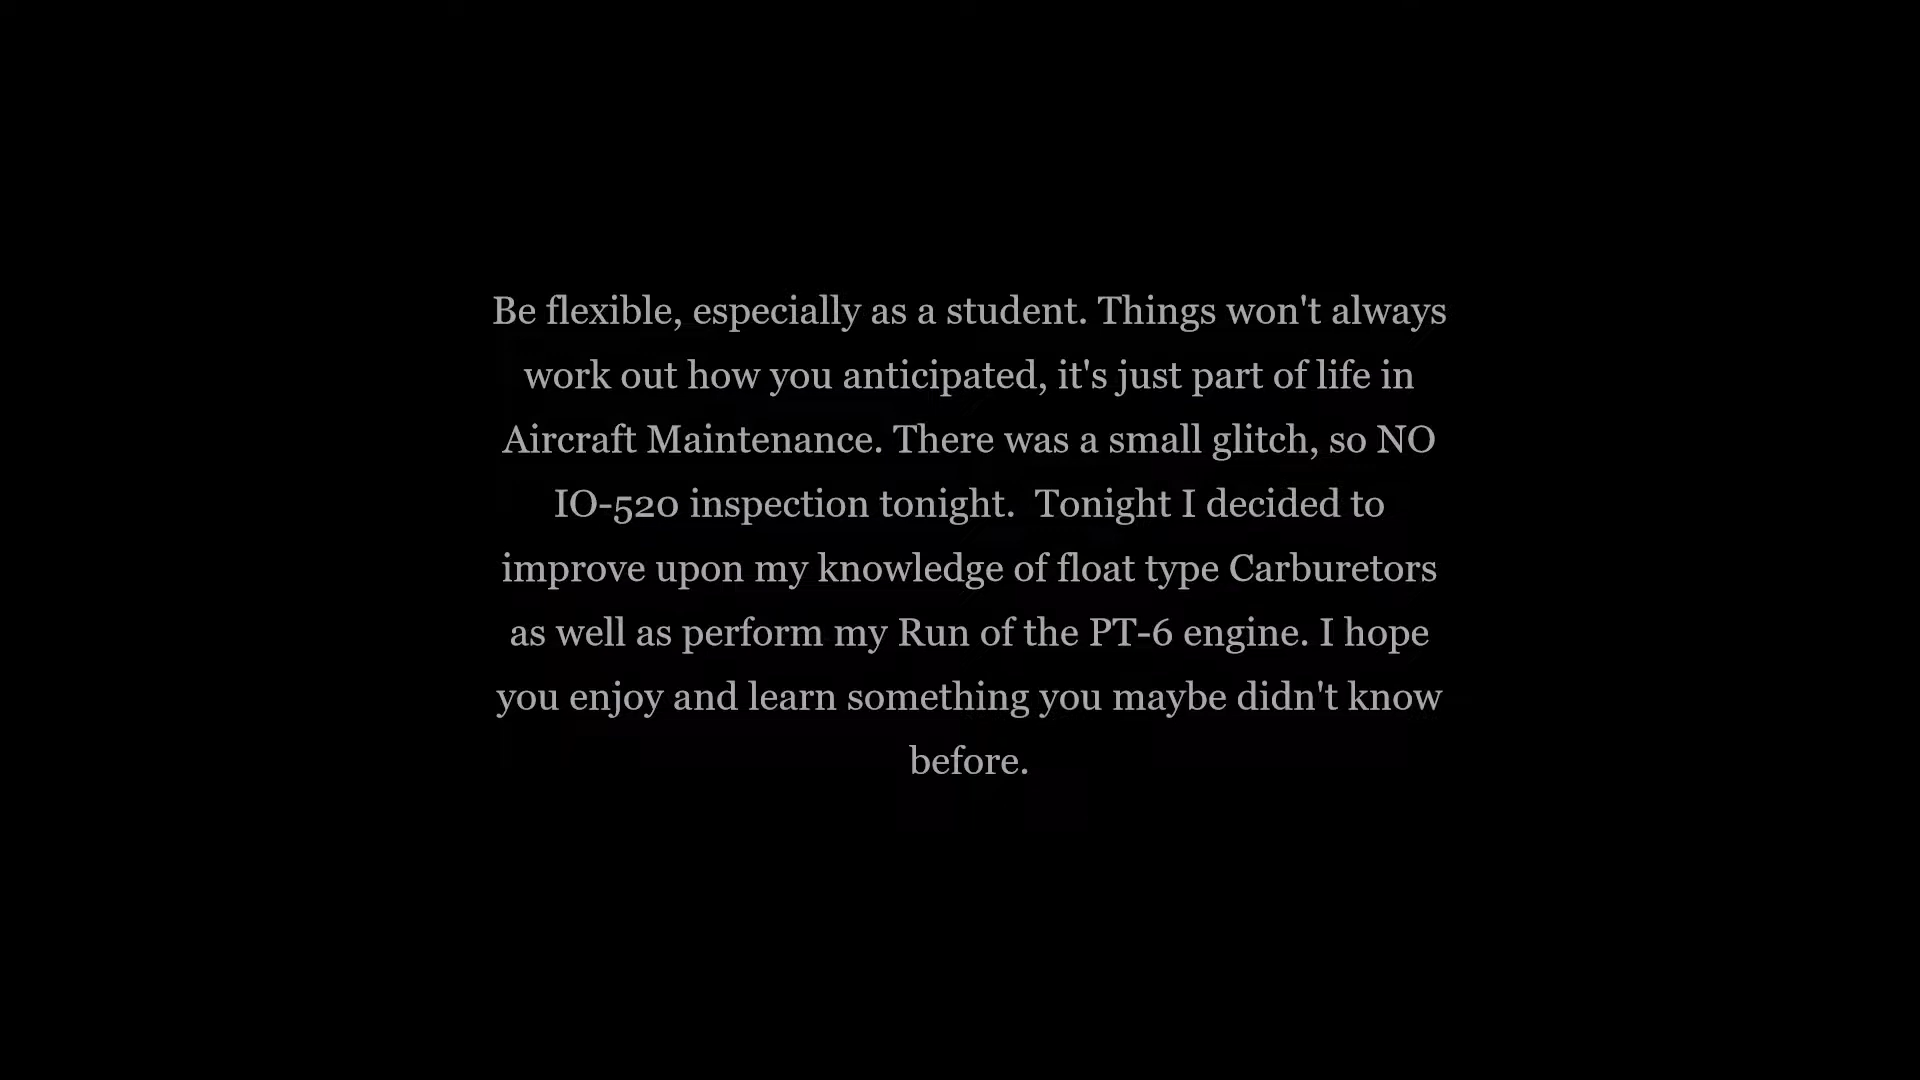 Be flexible, especially as a student. Things won't always
work out how you anticipated, it's just part of life in
Aircraft Maintenance. There was a small glitch, so NO
IO-520 inspection tonight.  Tonight I decided to
improve upon my knowledge of float type Carburetors
as well as perform my Run of the PT-6 engine. I hope
you enjoy and learn something you maybe didn't know
before.